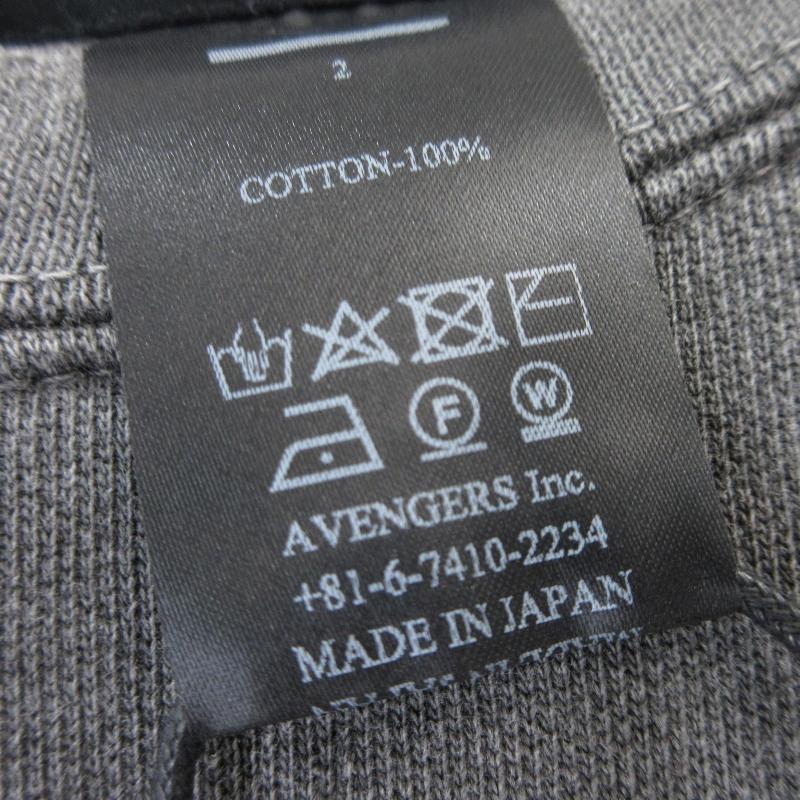 2
COTTON-100%
F W
AVENGERS Inc.
+81-6-7410-2234
MADE IN JAPAN